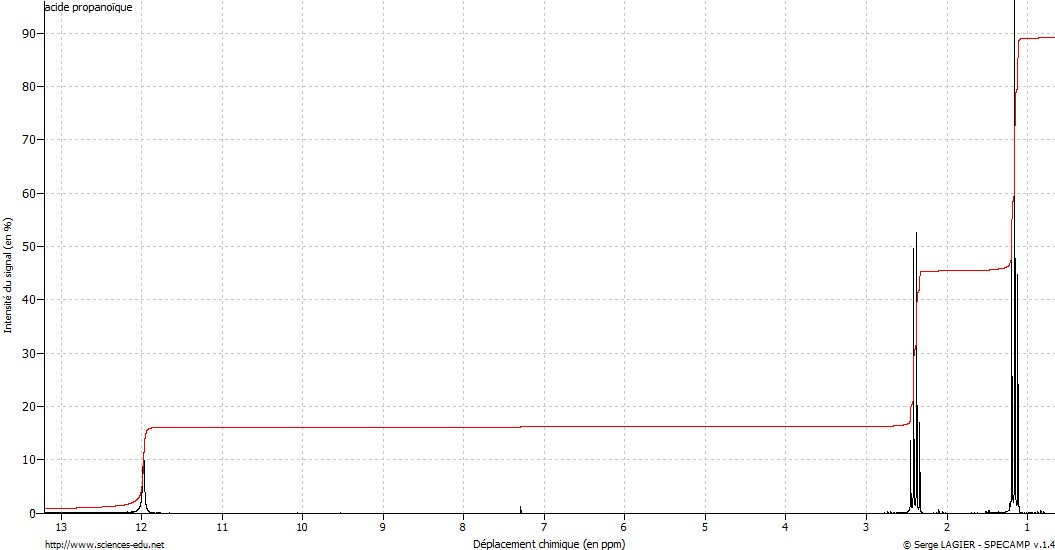 acide propanoïque
90
80
70
60
50
40
30
20
10
0
Intensité du signal (en %)
13 12 11 10 9 8 7 6 5 4 3 2 1
http://www.sciences-edu.net Déplacement chimique (en ppm) © Serge LAGIER - SPECAMP v.1.4